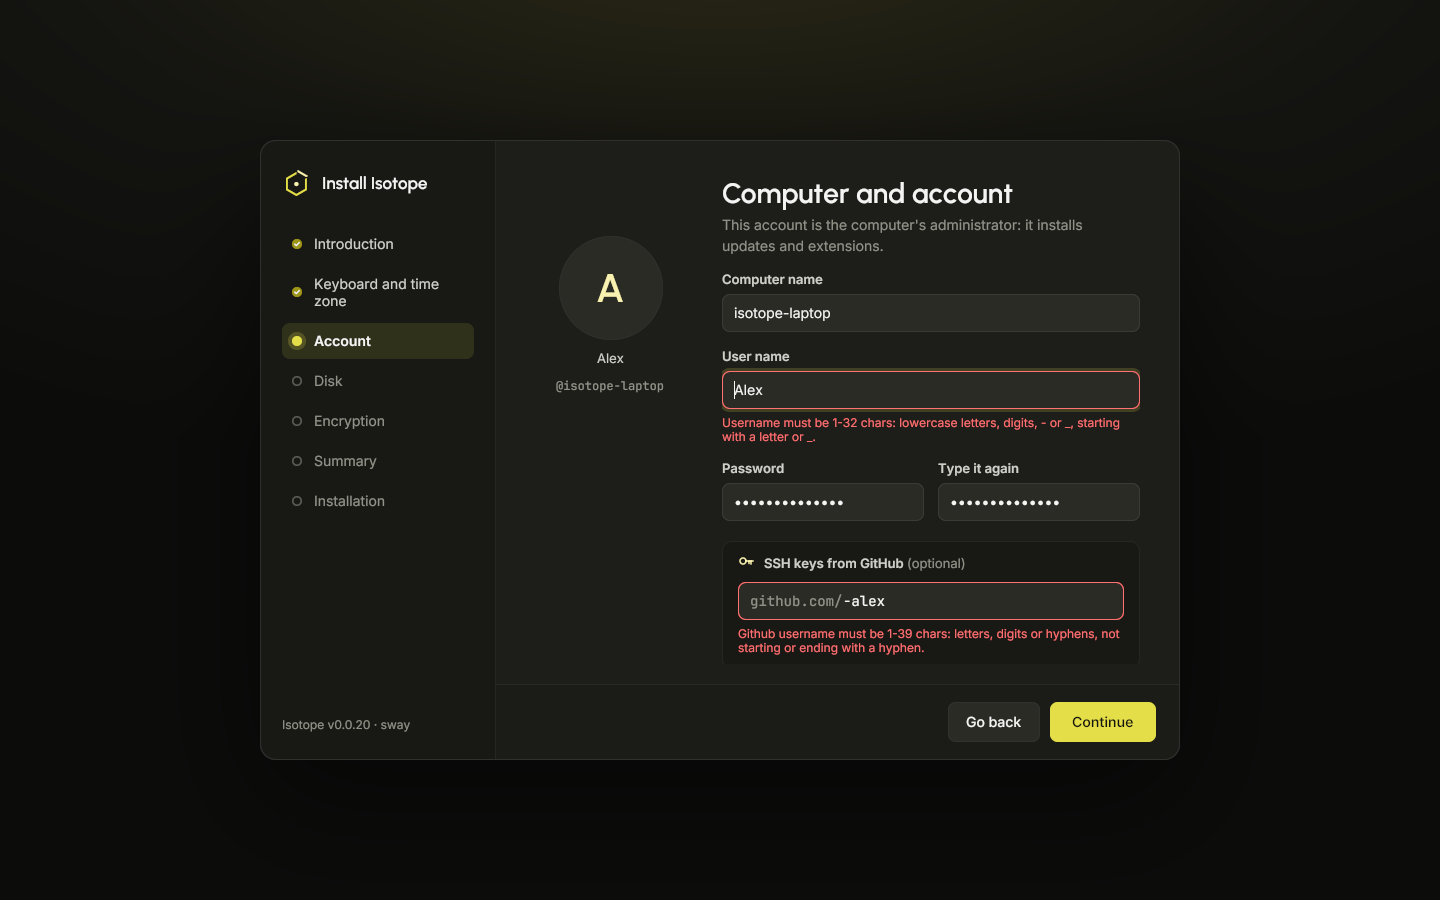 Install Isotope
Introduction
Keyboard and time
zone
Account
Disk
Encryption
Summary
Installation
Isotope v0.0.20 · sway
A
Alex
@isotope-laptop
Computer and account
This account is the computer's administrator: it installs
updates and extensions.
Computer name
isotope-laptop
User name
Alex
Username must be 1-32 chars: lowercase letters, digits, - or _, starting
with a letter or _.
Password
Type it again
••••••••••••••
••••••••••••••
SSH keys from GitHub (optional)
github.com/-alex
Github username must be 1-39 chars: letters, digits or hyphens, not
starting or ending with a hyphen.
Go back
Continue